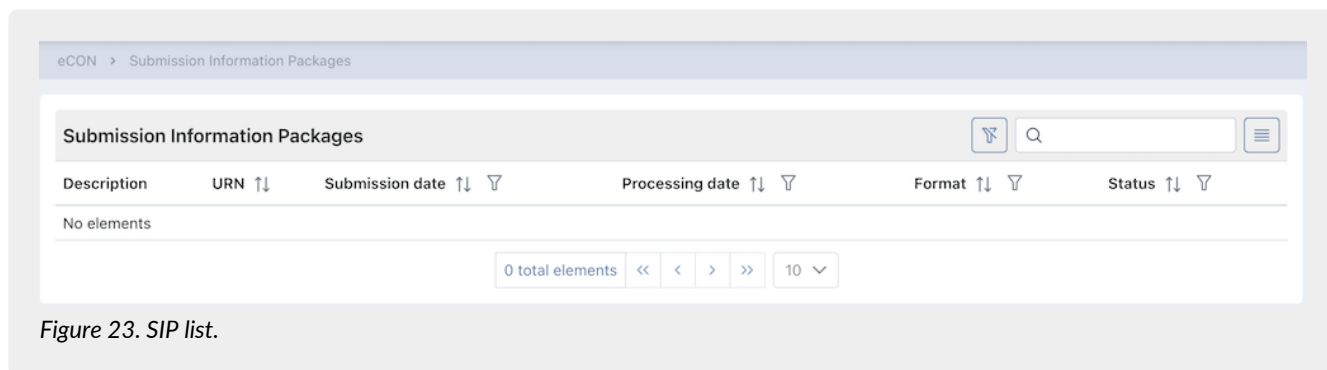 eCON > Submission Information Packages
Submission Information Packages
Description URN Submission date Processing date Format Status
No elements
0 total elements « ‹ › » 10
Figure 23. SIP list.